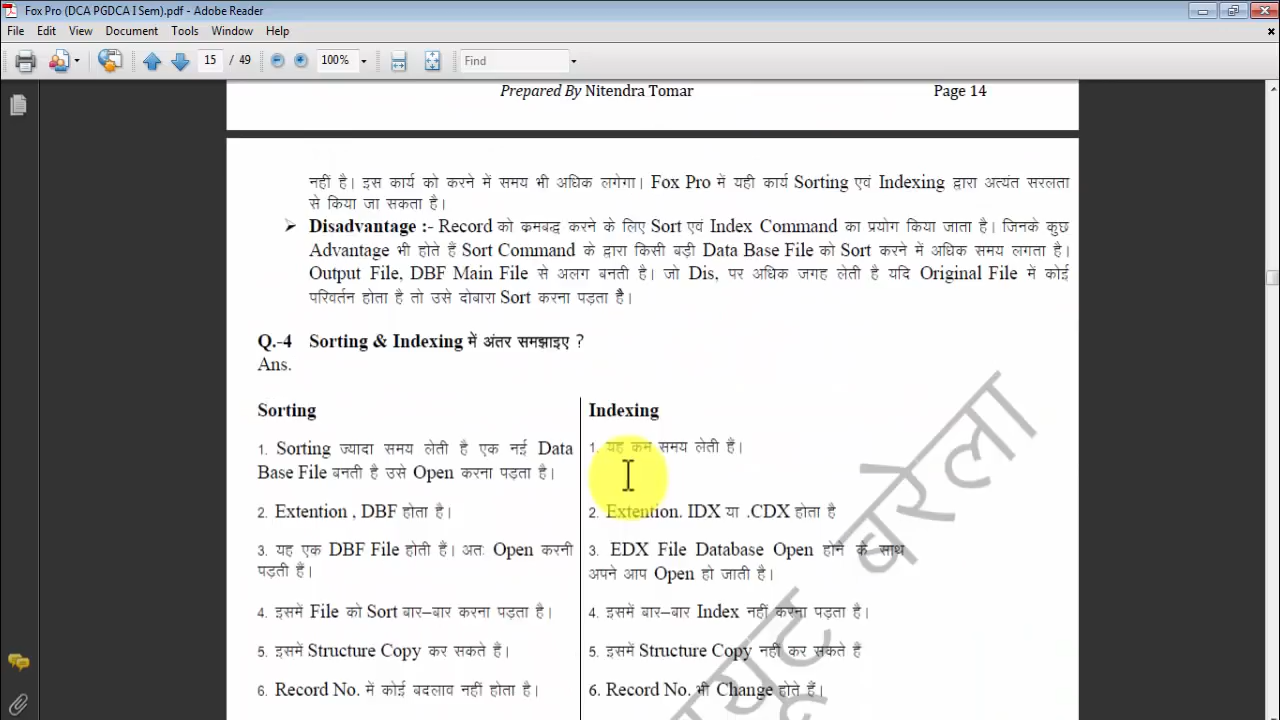 Fox Pro (DCA PGDCA I Sem).pdf - Adobe Reader
File Edit View Document Tools Window Help
15 / 49 100% Find
Prepared By Nitendra Tomar Page 14
नहीं है। इस कार्य को करने में समय भी अधिक लगेगा। Fox Pro में यही कार्य Sorting एवं Indexing द्वारा अत्यंत सरलता
से किया जा सकता है।
➢ Disadvantage :- Record को क्रमबद्ध करने के लिए Sort एवं Index Command का प्रयोग किया जाता है। जिनके कुछ
Advantage भी होते हैं Sort Command के द्वारा किसी बड़ी Data Base File को Sort करने में अधिक समय लगता है।
Output File, DBF Main File से अलग बनती है। जो Dis, पर अधिक जगह लेती है यदि Original File में कोई
परिवर्तन होता है तो उसे दोबारा Sort करना पड़ता है।
Q.-4 Sorting & Indexing में अंतर समझाइए ?
Ans.
Sorting
1. Sorting ज्यादा समय लेती है एक नई Data
Base File बनती है उसे Open करना पड़ता है।
2. Extention , DBF होता है।
3. यह एक DBF File होती हैं। अतः Open करनी
पड़ती हैं।
4. इसमें File को Sort बार–बार करना पड़ता है।
5. इसमें Structure Copy कर सकते हैं।
6. Record No. में कोई बदलाव नहीं होता है।
Indexing
1. यह कम समय लेती हैं।
2. Extention. IDX या .CDX होता है
3. EDX File Database Open होने के साथ
अपने आप Open हो जाती है।
4. इसमें बार–बार Index नहीं करना पड़ता है।
5. इसमें Structure Copy नहीं कर सकते हैं
6. Record No. भी Change होते हैं।
बरेला